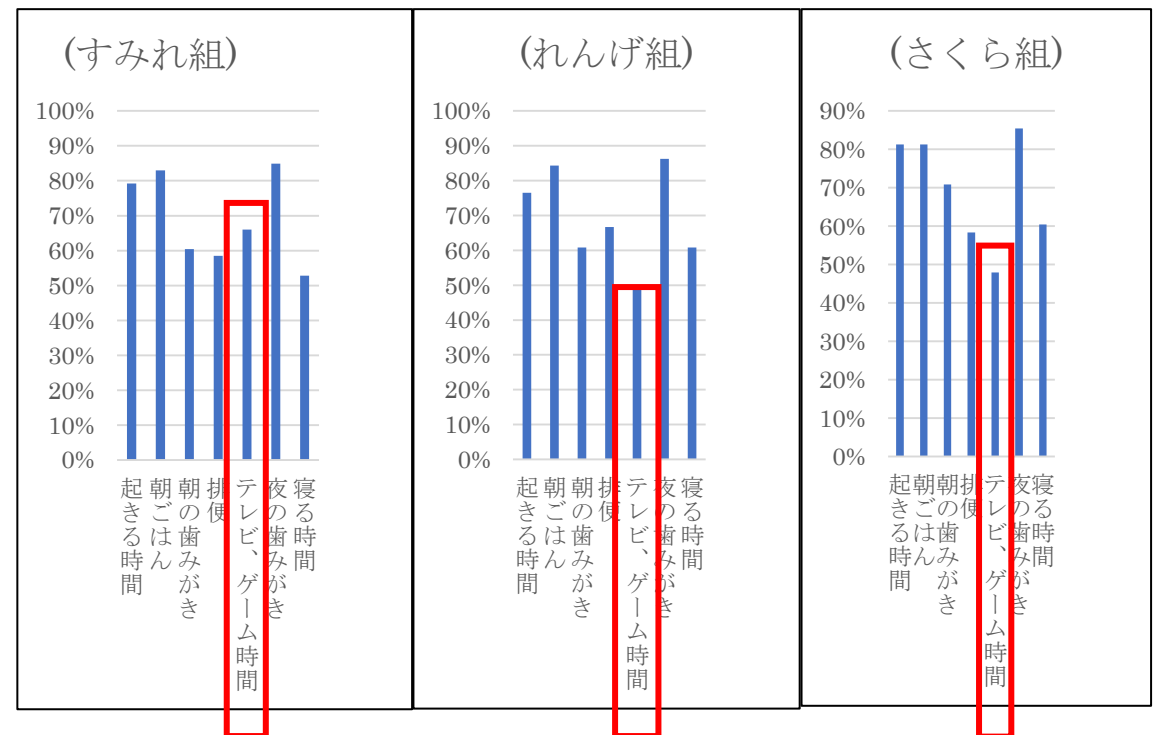 (すみれ組)
100%
90%
80%
70%
60%
50%
40%
30%
20%
10%
0%
起きる時間
朝ごはん
朝の歯みがき
排便
テレビ、ゲーム時間
夜の歯みがき
寝る時間
(れんげ組)
100%
90%
80%
70%
60%
50%
40%
30%
20%
10%
0%
起きる時間
朝ごはん
朝の歯みがき
排便
テレビ、ゲーム時間
夜の歯みがき
寝る時間
(さくら組)
90%
80%
70%
60%
50%
40%
30%
20%
10%
0%
起きる時間
朝ごはん
朝の歯みがき
排便
テレビ、ゲーム時間
夜の歯みがき
寝る時間